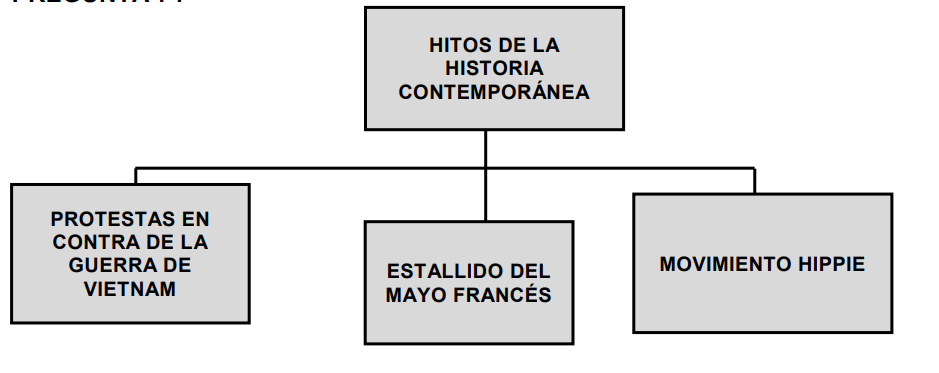 HITOS DE LA
HISTORIA
CONTEMPORÁNEA
PROTESTAS EN
CONTRA DE LA
GUERRA DE
VIETNAM
ESTALLIDO DEL
MAYO FRANCÉS
MOVIMIENTO HIPPIE